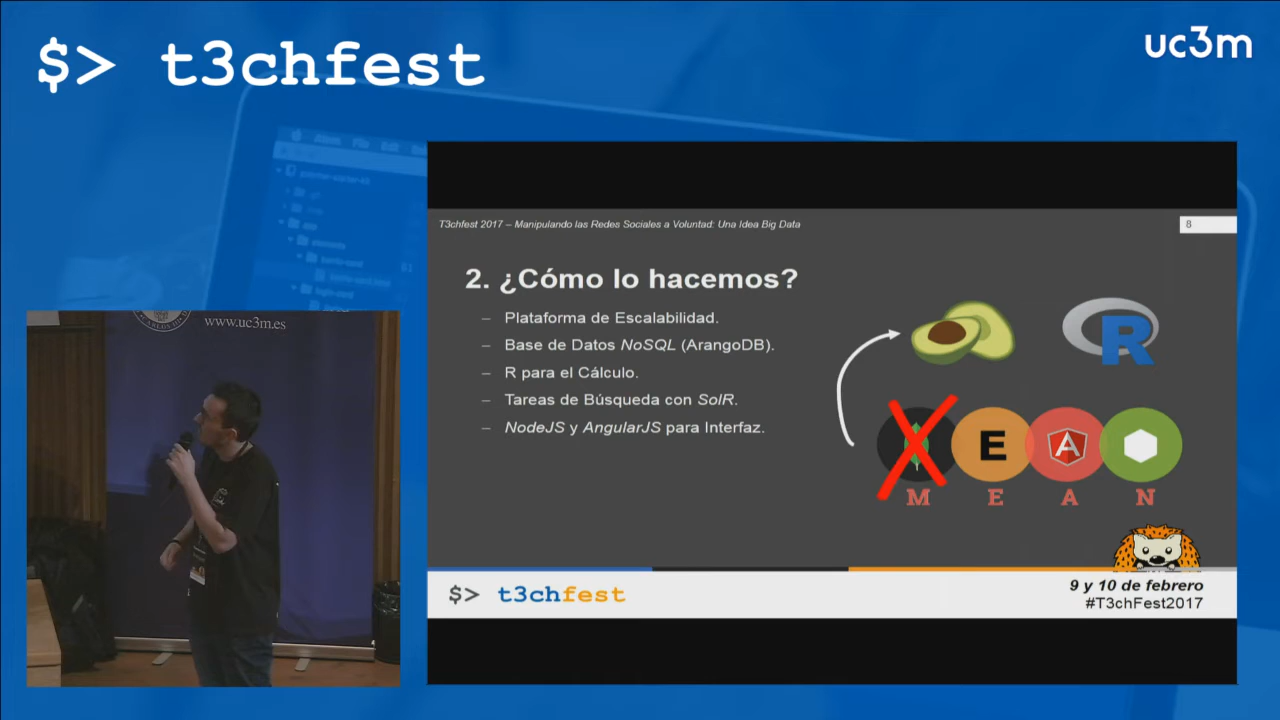 $> t3chfest
uc3m
T3chfest 2017 – Manipulando las Redes Sociales a Voluntad: Una Idea Big Data
8
2. ¿Cómo lo hacemos?
– Plataforma de Escalabilidad.
– Base de Datos NoSQL (ArangoDB).
– R para el Cálculo.
– Tareas de Búsqueda con SolR.
– NodeJS y AngularJS para Interfaz.
R
E
A
M E A N
$> t3chfest
9 y 10 de febrero
#T3chFest2017
www.uc3m.es